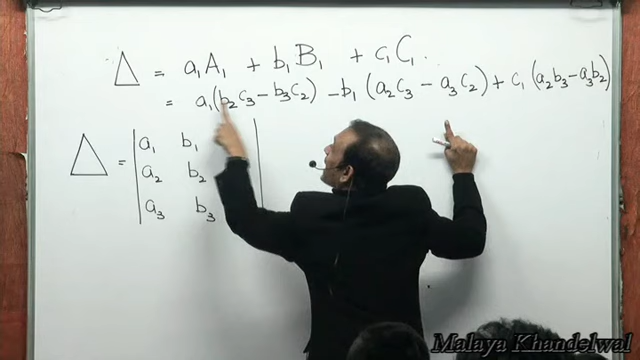 Δ = a₁A₁ + b₁B₁ + c₁C₁.
= a₁(b₂c₃ − b₃c₂) − b₁(a₂c₃ − a₃c₂) + c₁(a₂b₃ − a₃b₂)
a₁ b₁
Δ = a₂ b₂
a₃ b₃
Malaya Khandelwal